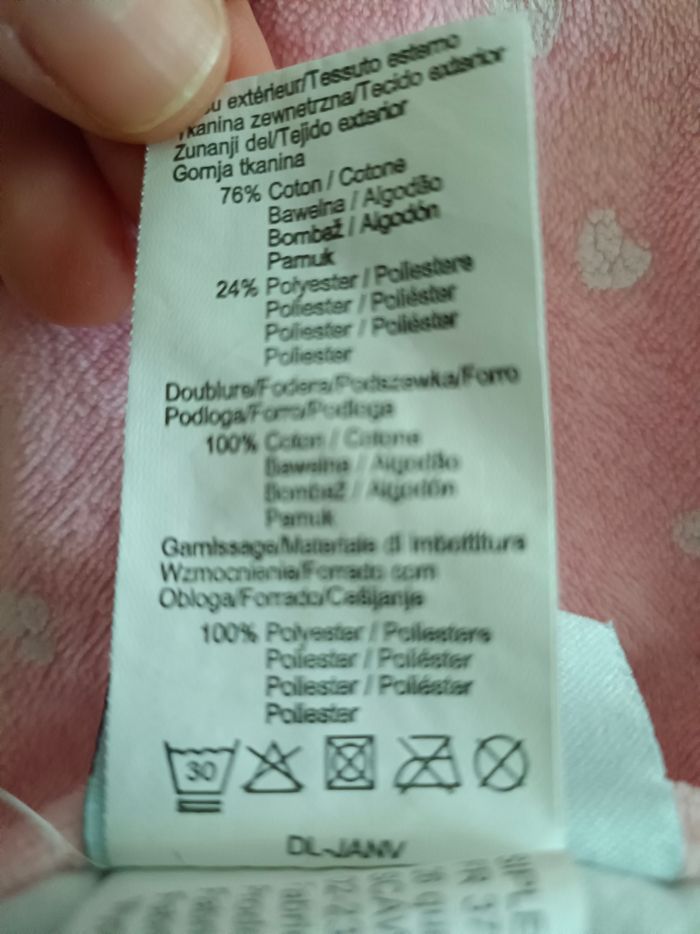 extérieur/Tessuto esterno
Tkanina zewnetrzna/Tecido exterior
Zunanji del/Tejido exterior
Gornja tkanina
76% Coton / Cotone
Bawelna / Algodão
Bombaž / Algodón
Pamuk
24% Polyester / Poliestere
Poliester / Poliéster
Poliester / Poliéster
Poliester
Doublure/Fodera/Podszewka/Forro
Podloga/Forro/Podloga
100% Coton / Cotone
Bawelna / Algodão
Bombaž / Algodón
Pamuk
Garnissage/Materiale di imbottitura
Wzmocnienie/Forrado com
Obloga/Forrado/Cešljanje
100% Polyester / Poliestere
Poliester / Poliéster
Poliester / Poliéster
Poliester
30
DL-JANV